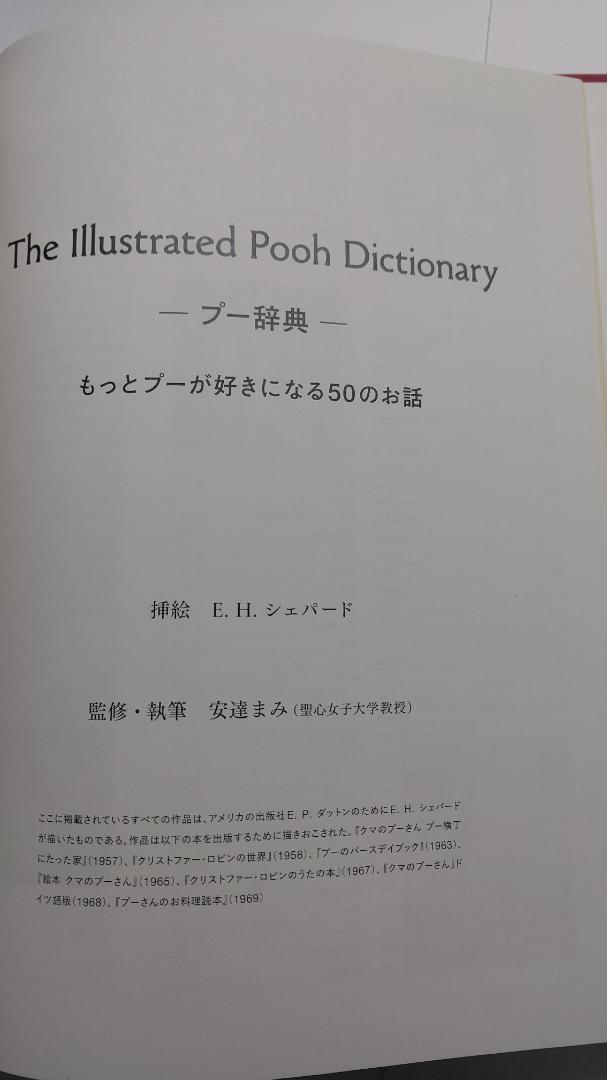 The Illustrated Pooh Dictionary
― プー辞典 ―
もっとプーが好きになる50のお話
挿絵　E. H. シェパード
監修・執筆　安達まみ（聖心女子大学教授）
ここに掲載されているすべての作品は、アメリカの出版社E. P. ダットンのためにE. H. シェパード
が描いたものである。作品は以下の本を出版するために描きおこされた。『クマのプーさん プー横丁
にたった家』(1957)、『クリストファー・ロビンの世界』(1958)、『プーのバースデイブック』(1963)、
『絵本 クマのプーさん』(1965)、『クリストファー・ロビンのうたの本』(1967)、『クマのプーさん』ド
イツ語版(1968)、『プーさんのお料理読本』(1969)